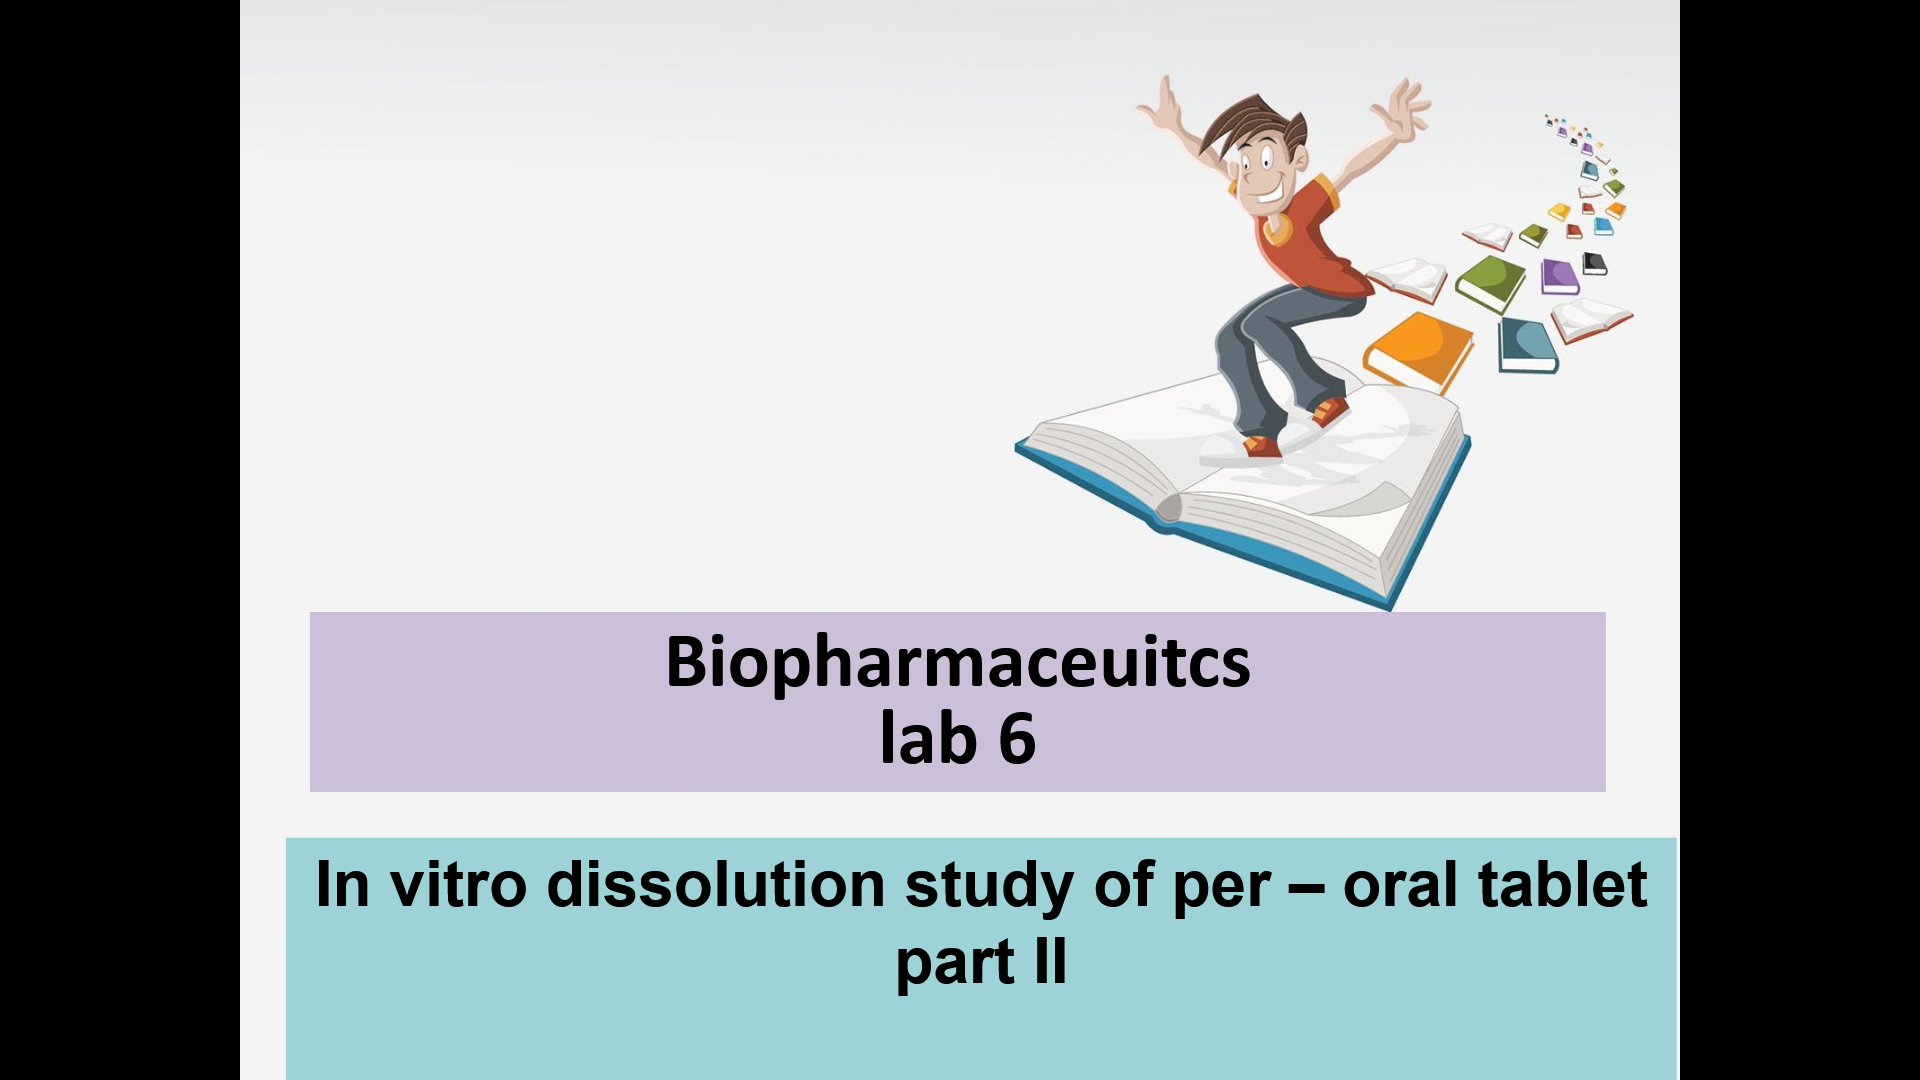 Biopharmaceuitcs
lab 6
In vitro dissolution study of per – oral tablet
part II